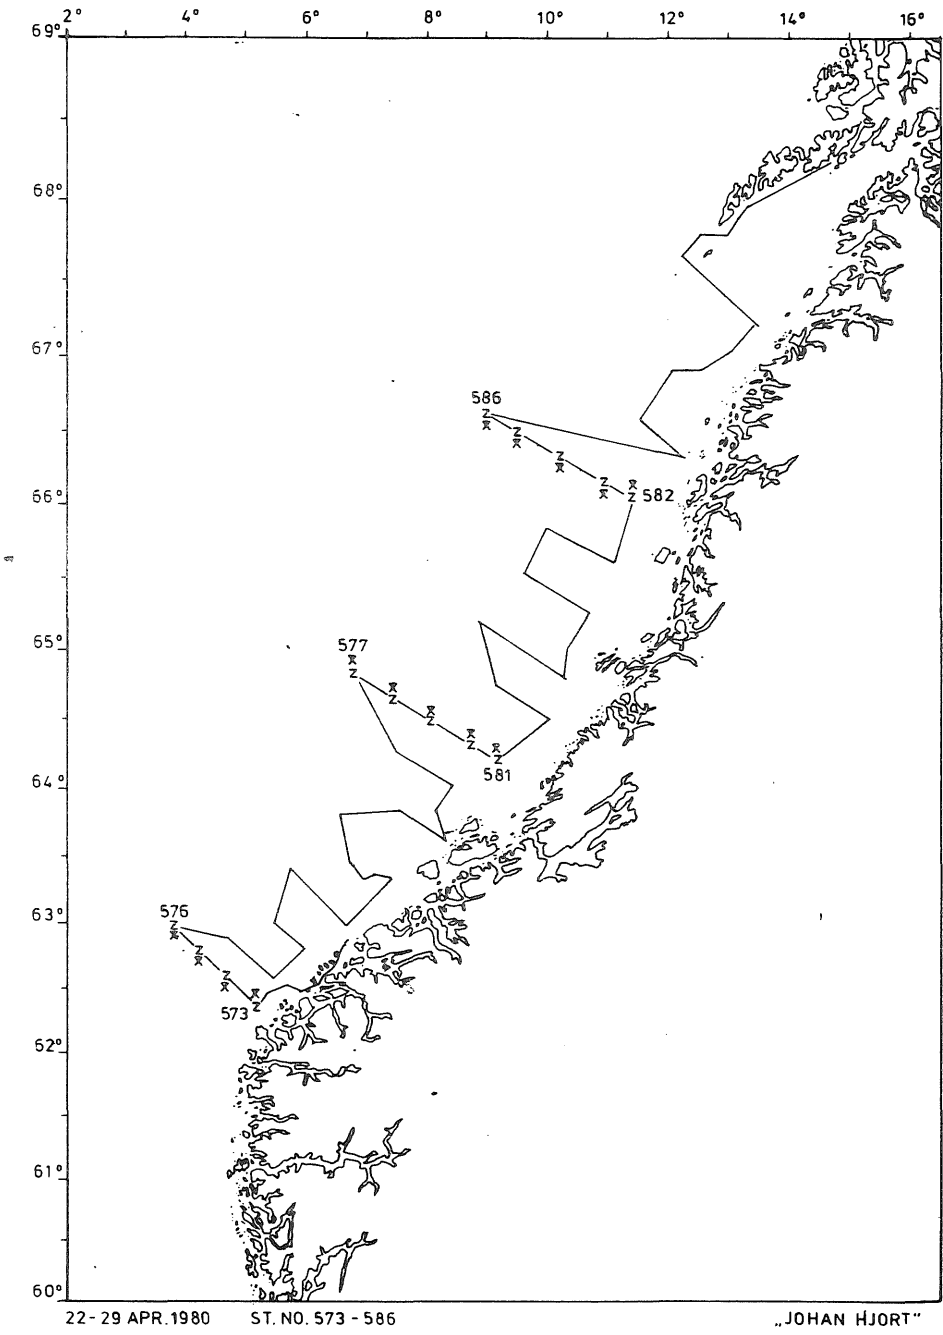 2° 4° 6° 8° 10° 12° 14° 16°
69°
68°
67°
586
Z
X
Z
X
Z
X
Z
X
X
Z 582
66°
65°
577
X
Z
X
Z
X
Z
X
Z
X
Z
581
64°
63°
576
Z
X
Z
X
Z
X
X
Z
573
62°
61°
60°
22-29 APR.1980 ST. NO. 573-586 „JOHAN HJORT"